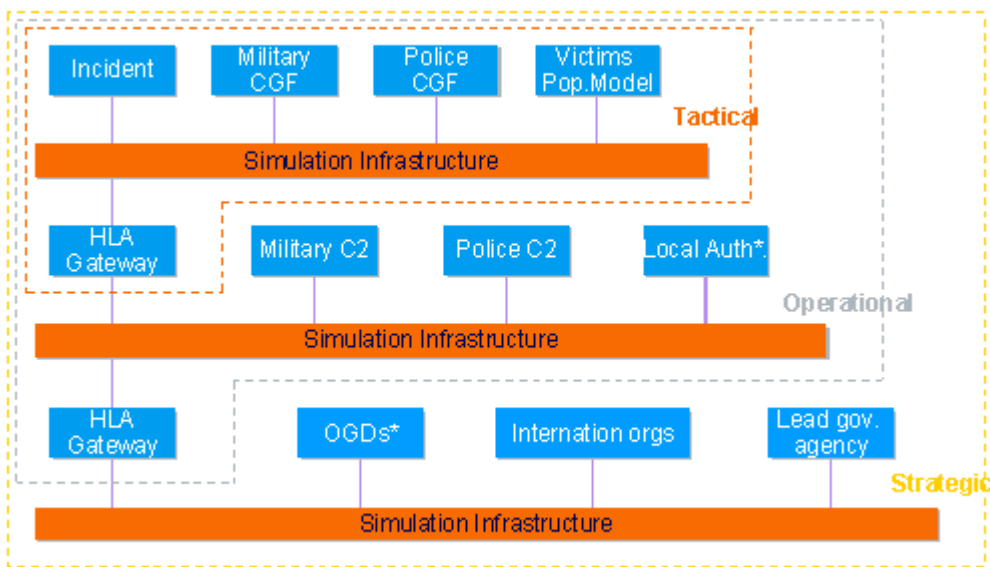 Incident
Military
CGF
Police
CGF
Victims
Pop.Model
Tactical
Simulation Infrastructure
HLA
Gateway
Military C2
Police C2
Local Auth*.
Operational
Simulation Infrastructure
HLA
Gateway
OGDs*
Internation orgs
Lead gov.
agency
Strategic
Simulation Infrastructure